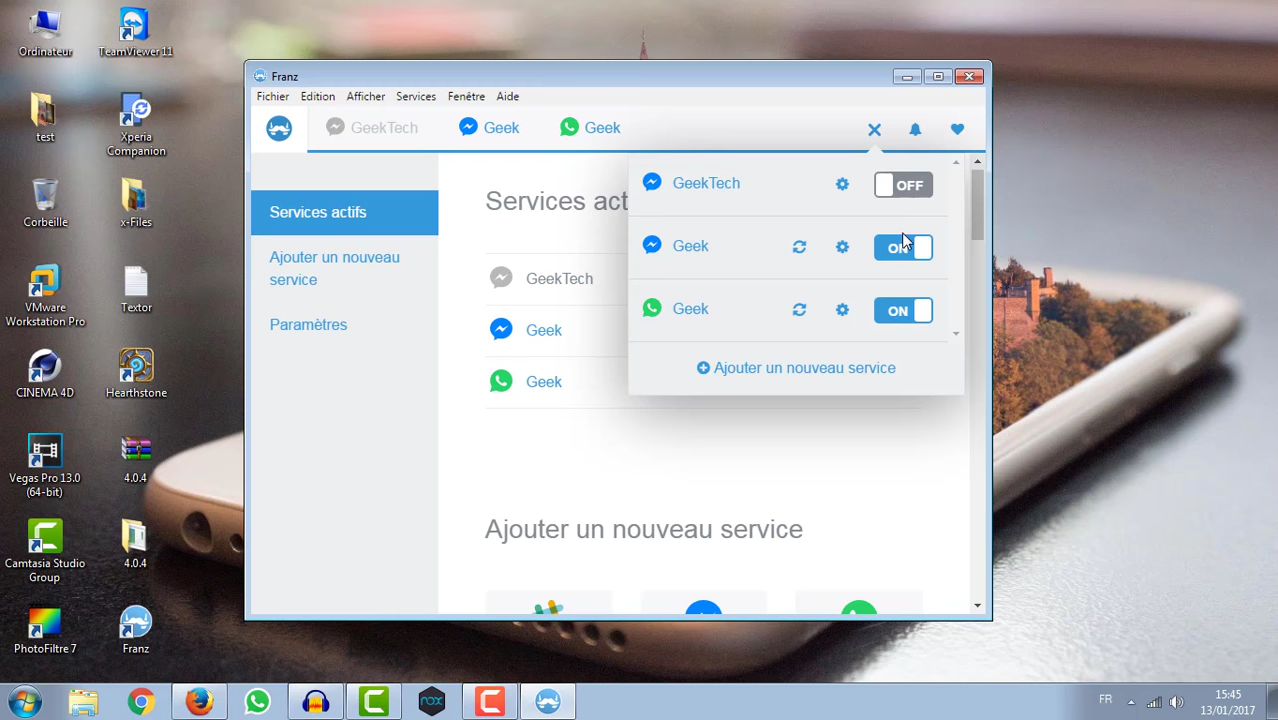 Ordinateur
TeamViewer 11
test
Xperia
Companion
Corbeille
x-Files
VMware
Workstation Pro
Textor
CINEMA 4D
Hearthstone
Vegas Pro 13.0
(64-bit)
4.0.4
Camtasia Studio
Group
4.0.4
PhotoFiltre 7
Franz
Franz
Fichier Edition Afficher Services Fenêtre Aide
GeekTech Geek Geek
Services actifs
Ajouter un nouveau
service
Paramètres
Services act
GeekTech
Geek
Geek
GeekTech OFF
Geek ON
Geek ON
Ajouter un nouveau service
Ajouter un nouveau service
nox
FR
15:45
13/01/2017